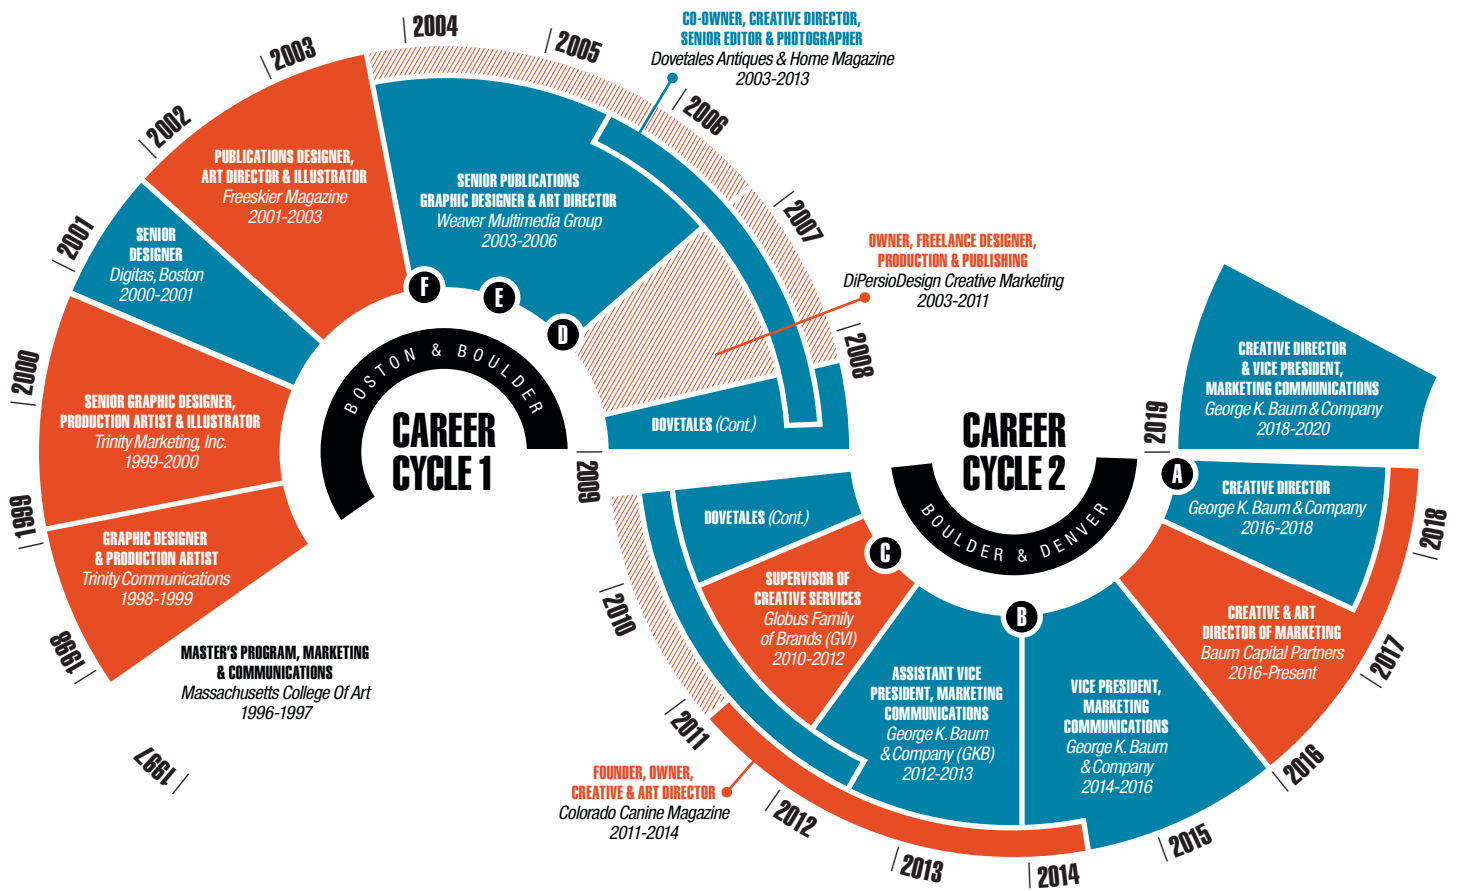 1997
1998
1999
2000
2001
2002
2003
2004
2005
2006
2007
2008
2009
MASTER'S PROGRAM, MARKETING
& COMMUNICATIONS
Massachusetts College Of Art
1996-1997
GRAPHIC DESIGNER
& PRODUCTION ARTIST
Trinity Communications
1998-1999
SENIOR GRAPHIC DESIGNER,
PRODUCTION ARTIST & ILLUSTRATOR
Trinity Marketing, Inc.
1999-2000
SENIOR
DESIGNER
Digitas, Boston
2000-2001
PUBLICATIONS DESIGNER,
ART DIRECTOR & ILLUSTRATOR
Freeskier Magazine
2001-2003
SENIOR PUBLICATIONS
GRAPHIC DESIGNER & ART DIRECTOR
Weaver Multimedia Group
2003-2006
CO-OWNER, CREATIVE DIRECTOR,
SENIOR EDITOR & PHOTOGRAPHER
Dovetales Antiques & Home Magazine
2003-2013
OWNER, FREELANCE DESIGNER,
PRODUCTION & PUBLISHING
DiPersioDesign Creative Marketing
2003-2011
DOVETALES (Cont.)
F
E
D
BOSTON & BOULDER
CAREER
CYCLE 1
CAREER
CYCLE 2
BOULDER & DENVER
C
B
A
DOVETALES (Cont.)
SUPERVISOR OF
CREATIVE SERVICES
Globus Family
of Brands (GVI)
2010-2012
FOUNDER, OWNER,
CREATIVE & ART DIRECTOR
Colorado Canine Magazine
2011-2014
ASSISTANT VICE
PRESIDENT, MARKETING
COMMUNICATIONS
George K. Baum
& Company (GKB)
2012-2013
VICE PRESIDENT,
MARKETING
COMMUNICATIONS
George K. Baum
& Company
2014-2016
CREATIVE & ART
DIRECTOR OF MARKETING
Baum Capital Partners
2016-Present
CREATIVE DIRECTOR
George K. Baum & Company
2016-2018
CREATIVE DIRECTOR
& VICE PRESIDENT,
MARKETING COMMUNICATIONS
George K. Baum & Company
2018-2020
2010
2011
2012
2013
2014
2015
2016
2017
2018
2019